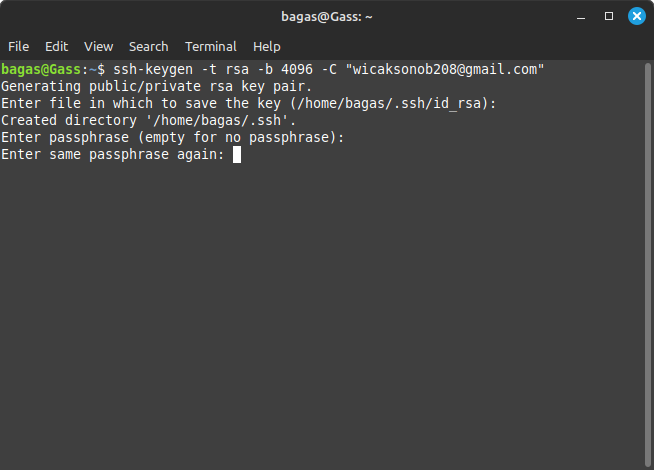 bagas@Gass: ~
File Edit View Search Terminal Help
bagas@Gass:~$ ssh-keygen -t rsa -b 4096 -C "wicaksonob208@gmail.com"
Generating public/private rsa key pair.
Enter file in which to save the key (/home/bagas/.ssh/id_rsa):
Created directory '/home/bagas/.ssh'.
Enter passphrase (empty for no passphrase):
Enter same passphrase again: